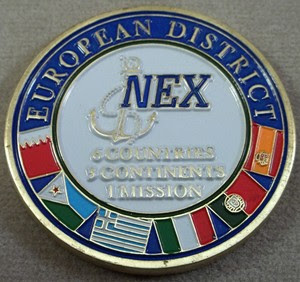 EUROPEAN DISTRICT
NEX
6 COUNTRIES
3 CONTINENTS
1 MISSION